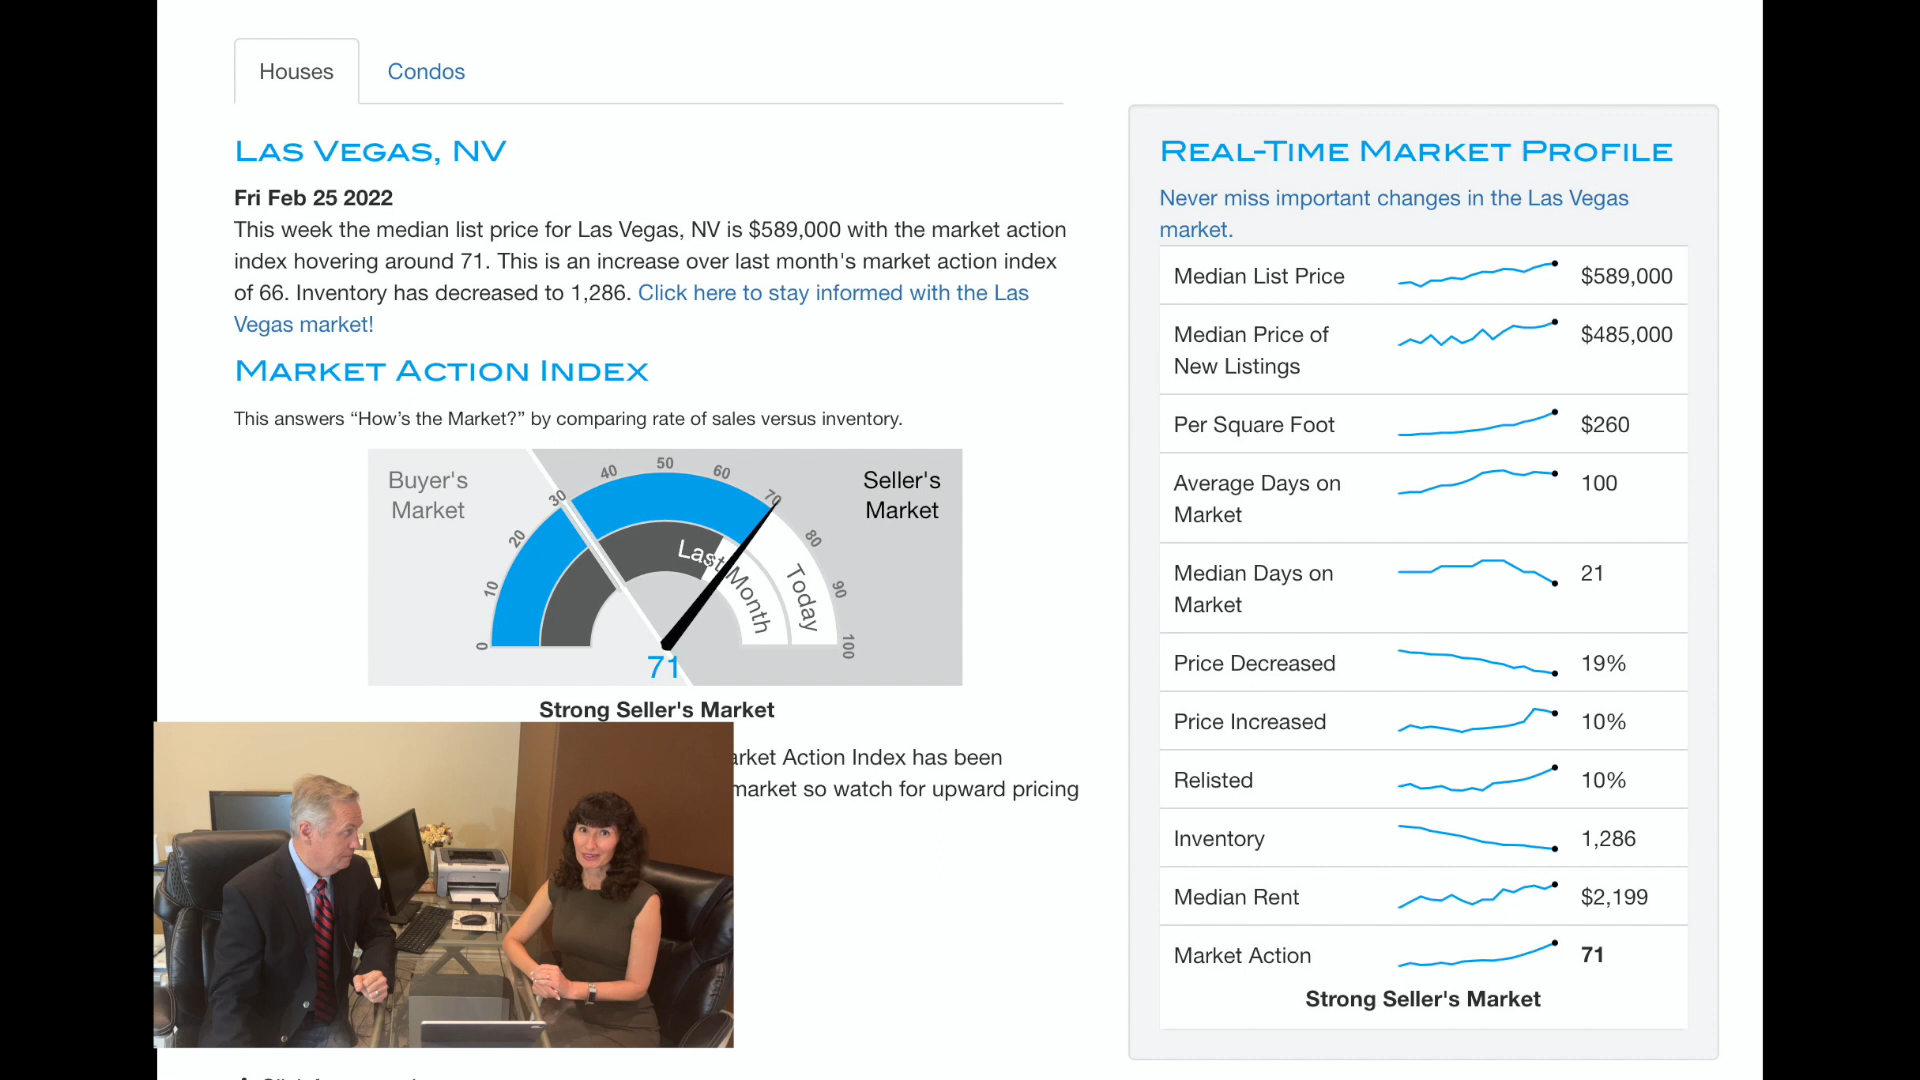 Houses
Condos
LAS VEGAS, NV
Fri Feb 25 2022
This week the median list price for Las Vegas, NV is $589,000 with the market action
index hovering around 71. This is an increase over last month's market action index
of 66. Inventory has decreased to 1,286. Click here to stay informed with the Las
Vegas market!
MARKET ACTION INDEX
This answers “How’s the Market?” by comparing rate of sales versus inventory.
Buyer's
Market
Seller's
Market
0
10
20
30
40
50
60
70
80
90
100
Last Month
Today
71
Strong Seller's Market
Market Action Index has been
market so watch for upward pricing
REAL-TIME MARKET PROFILE
Never miss important changes in the Las Vegas
market.
Median List Price $589,000
Median Price of $485,000
New Listings
Per Square Foot $260
Average Days on 100
Market
Median Days on 21
Market
Price Decreased 19%
Price Increased 10%
Relisted 10%
Inventory 1,286
Median Rent $2,199
Market Action 71
Strong Seller's Market